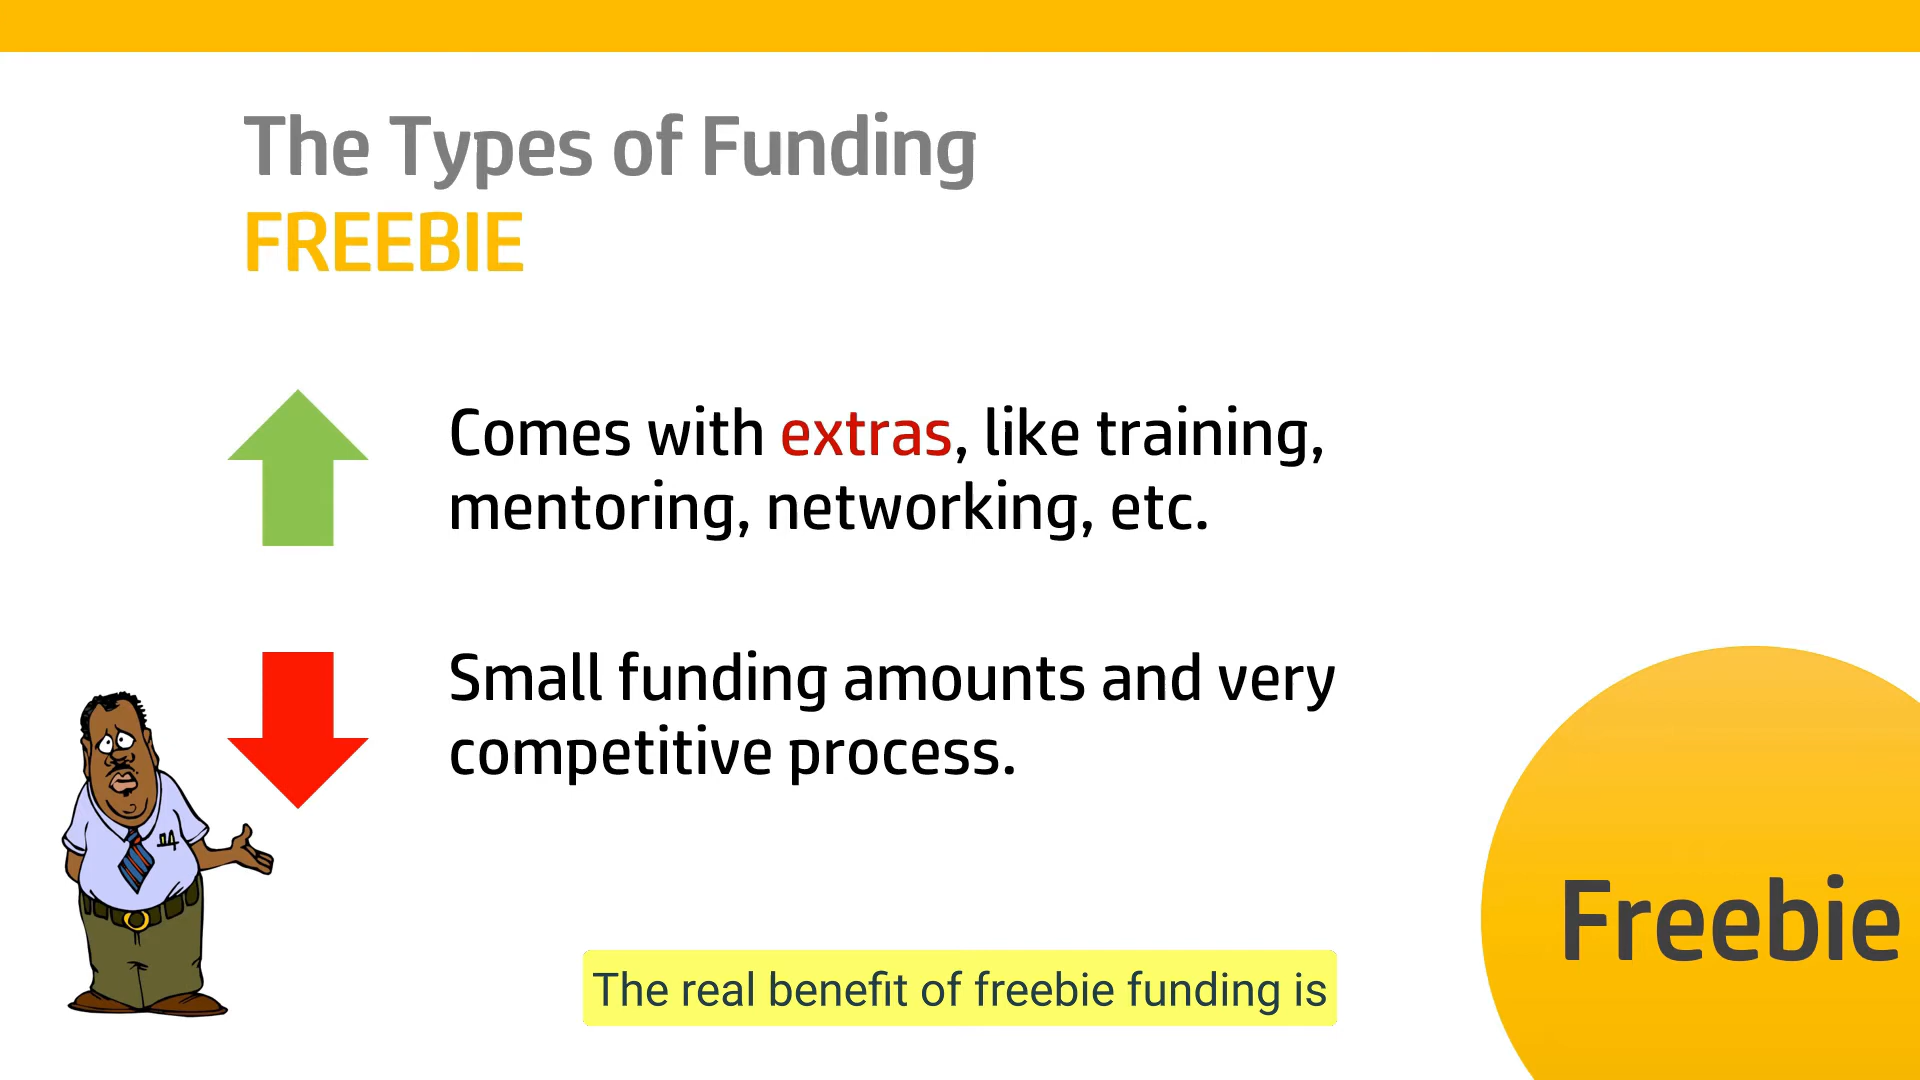 The Types of Funding
FREEBIE
Comes with extras, like training,
mentoring, networking, etc.
Small funding amounts and very
competitive process.
Freebie
The real benefit of freebie funding is